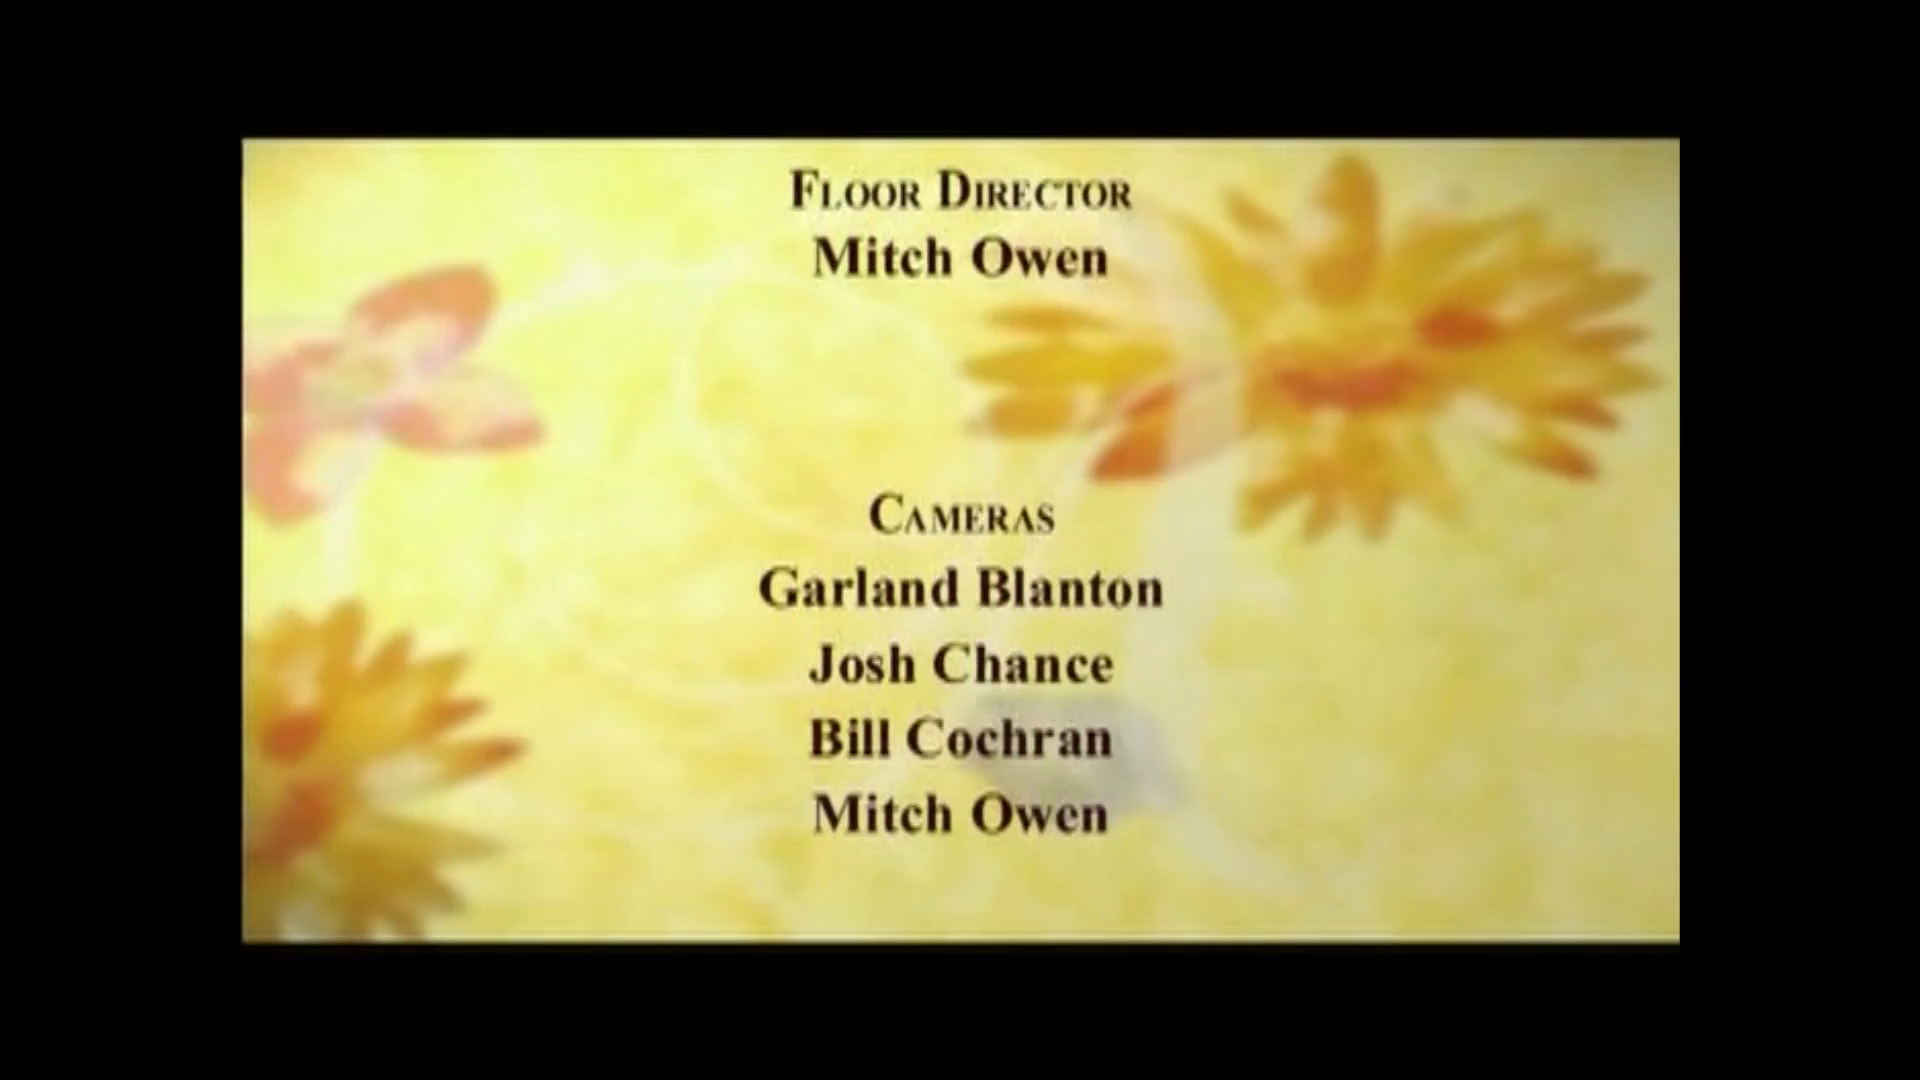 Floor Director
Mitch Owen
Cameras
Garland Blanton
Josh Chance
Bill Cochran
Mitch Owen